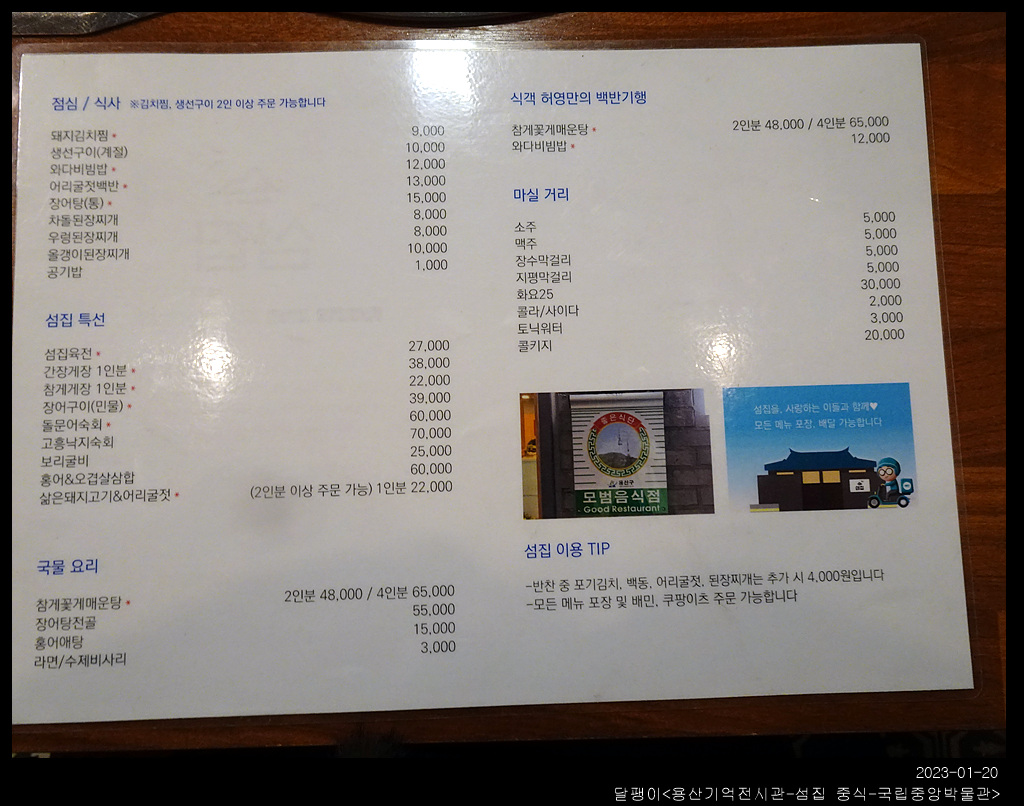 점심 / 식사 ※김치찜, 생선구이 2인 이상 주문 가능합니다
돼지김치찜 * 9,000
생선구이(계절) 10,000
와다비빔밥 * 12,000
어리굴젓백반 * 13,000
장어탕(통) * 15,000
차돌된장찌개 8,000
우렁된장찌개 8,000
올갱이된장찌개 10,000
공기밥 1,000
섬집 특선
섬집육전 * 27,000
간장게장 1인분 * 38,000
참게게장 1인분 * 22,000
장어구이(민물) * 39,000
돌문어숙회 * 60,000
고흥낙지숙회 70,000
보리굴비 25,000
홍어&오겹살삼합 60,000
삶은돼지고기&어리굴젓 * (2인분 이상 주문 가능) 1인분 22,000
국물 요리
참게꽃게매운탕 * 2인분 48,000 / 4인분 65,000
장어탕전골 55,000
홍어애탕 15,000
라면/수제비사리 3,000
식객 허영만의 백반기행
참게꽃게매운탕 * 2인분 48,000 / 4인분 65,000
와다비빔밥 * 12,000
마실 거리
소주 5,000
맥주 5,000
장수막걸리 5,000
지평막걸리 5,000
화요25 30,000
콜라/사이다 2,000
토닉워터 3,000
콜키지 20,000
좋은식단
용산구
모범음식점
Good Restaurant
섬집을, 사랑하는 이들과 함께♥
모든 메뉴 포장, 배달 가능합니다
섬집
섬집 이용 TIP
-반찬 중 포기김치, 백동, 어리굴젓, 된장찌개는 추가 시 4,000원입니다
-모든 메뉴 포장 및 배민, 쿠팡이츠 주문 가능합니다
2023-01-20
달팽이<용산기억전시관-섬집 중식-국립중앙박물관>